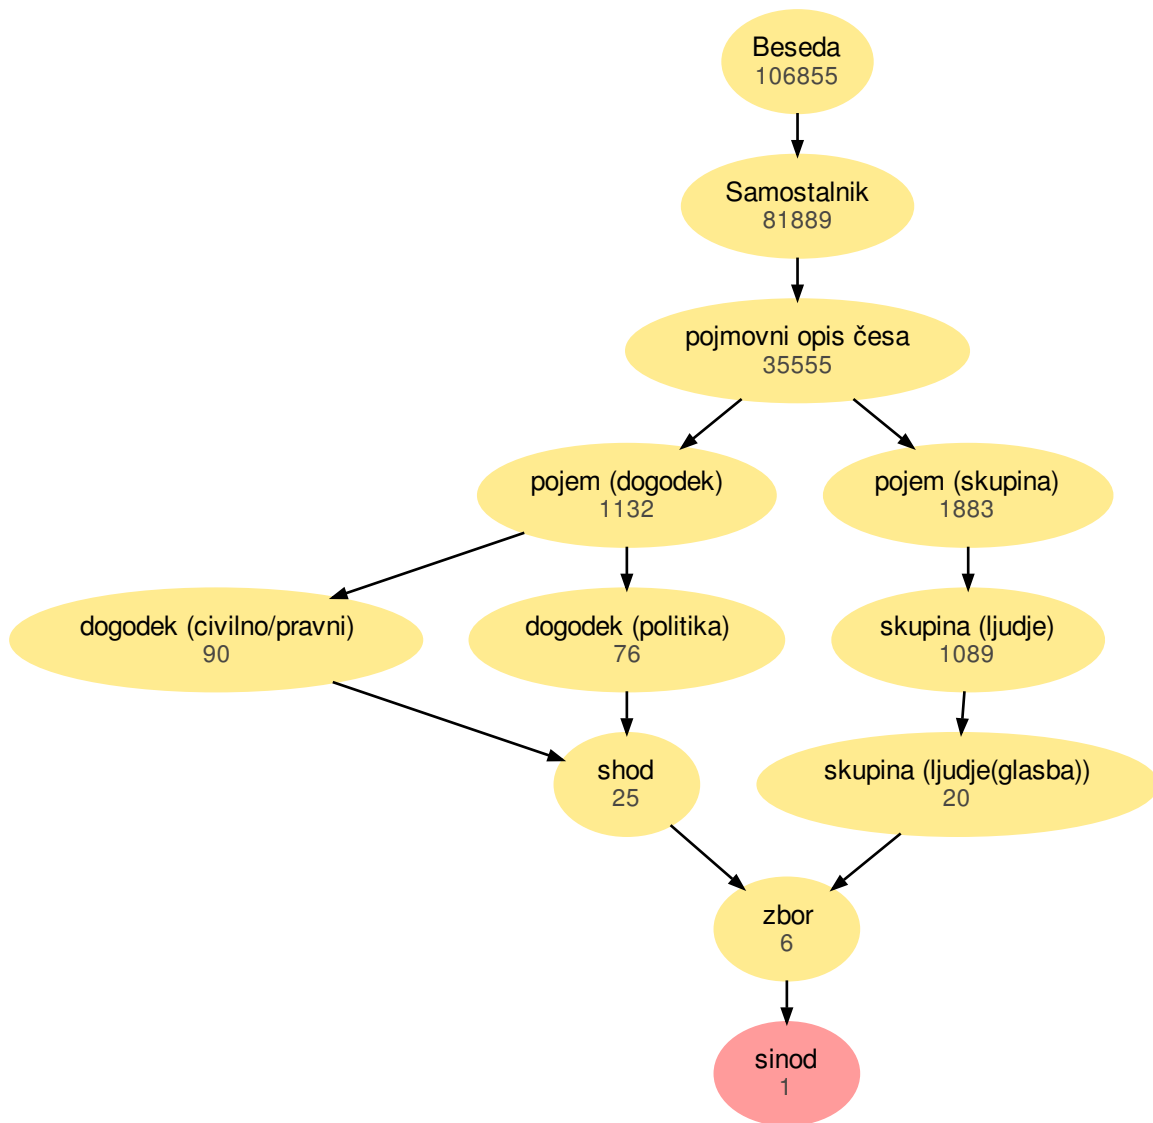 Beseda
106855
Samostalnik
81889
pojmovni opis česa
35555
pojem (dogodek)
1132
pojem (skupina)
1883
dogodek (civilno/pravni)
90
dogodek (politika)
76
skupina (ljudje)
1089
shod
25
skupina (ljudje(glasba))
20
zbor
6
sinod
1